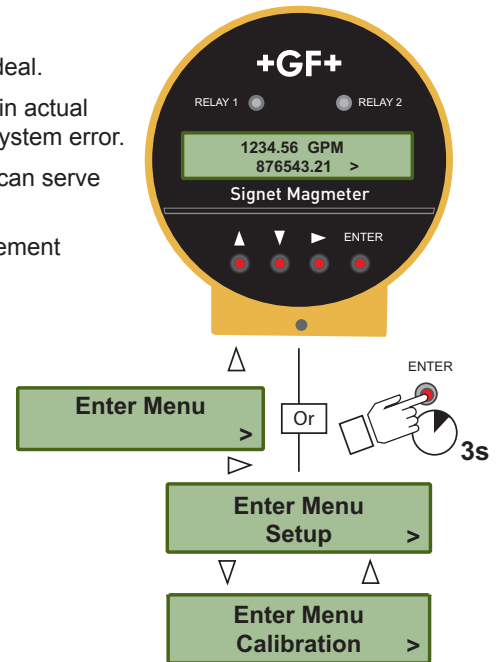 deal.
in actual
ystem error.
can serve
ement
+GF+
RELAY 1
RELAY 2
1234.56 GPM
876543.21 >
Signet Magmeter
ENTER
ENTER
Enter Menu
>
Or
3s
Enter Menu
Setup >
Enter Menu
Calibration >